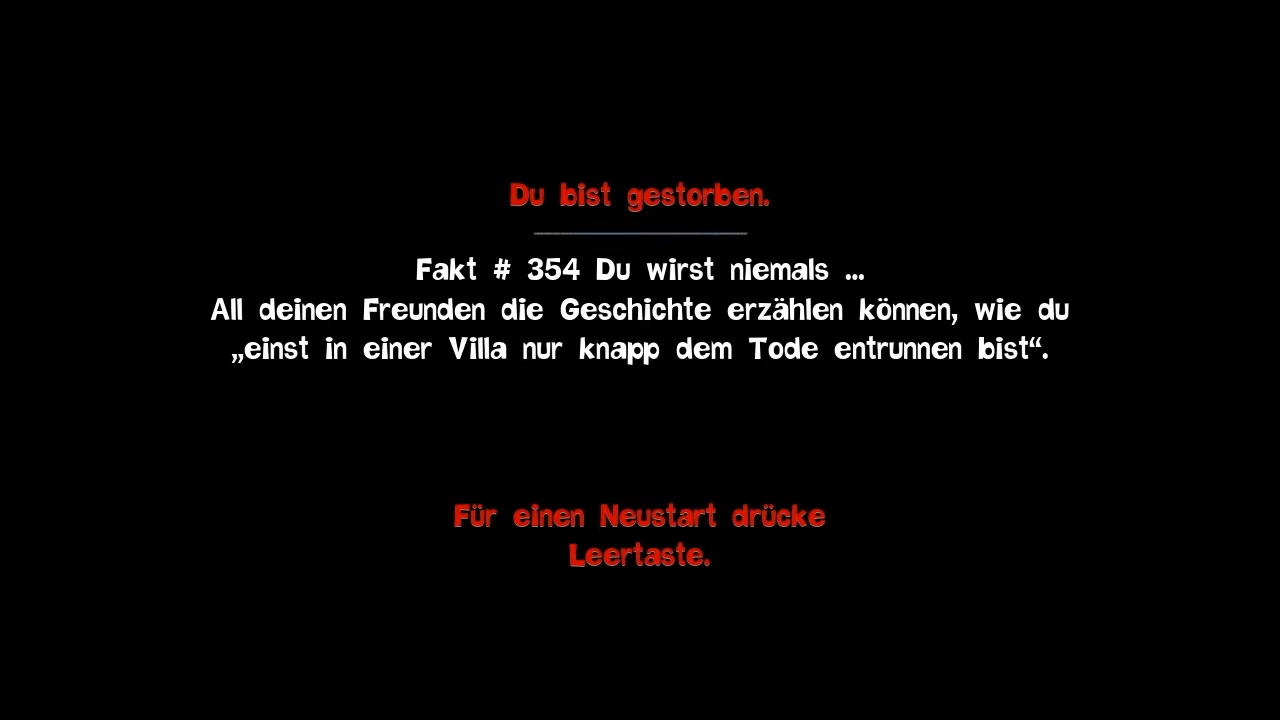 Du bist gestorben.
Fakt # 354 Du wirst niemals ...
All deinen Freunden die Geschichte erzählen können, wie du
„einst in einer Villa nur knapp dem Tode entrunnen bist“.
Für einen Neustart drücke
Leertaste.